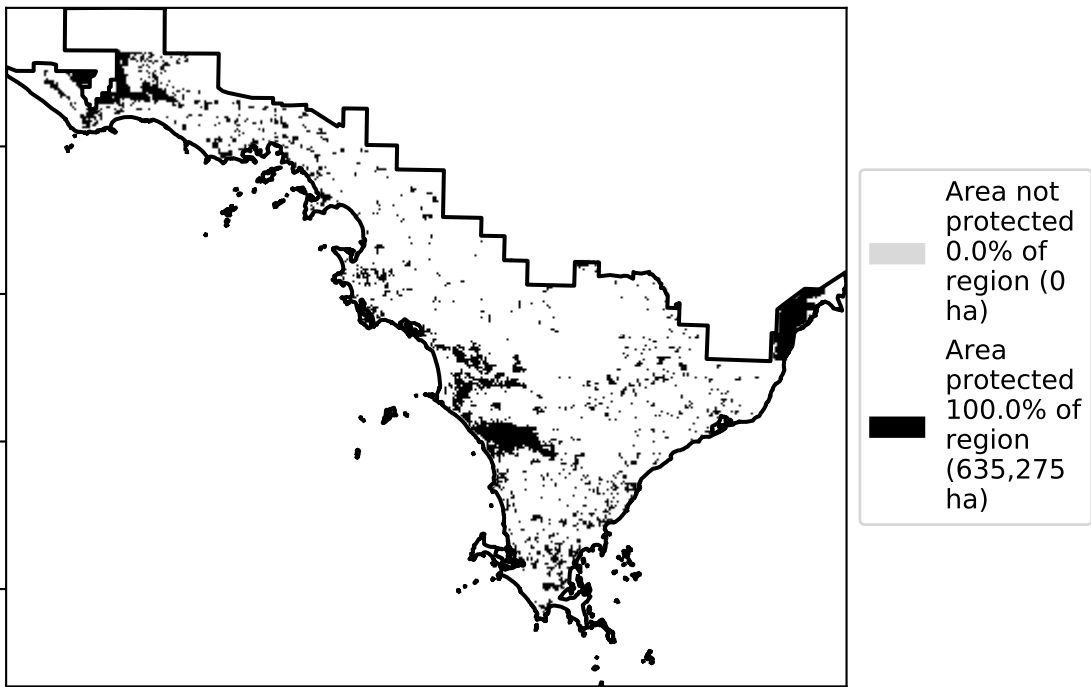 Area not
protected
0.0% of
region (0
ha)
Area
protected
100.0% of
region
(635,275
ha)